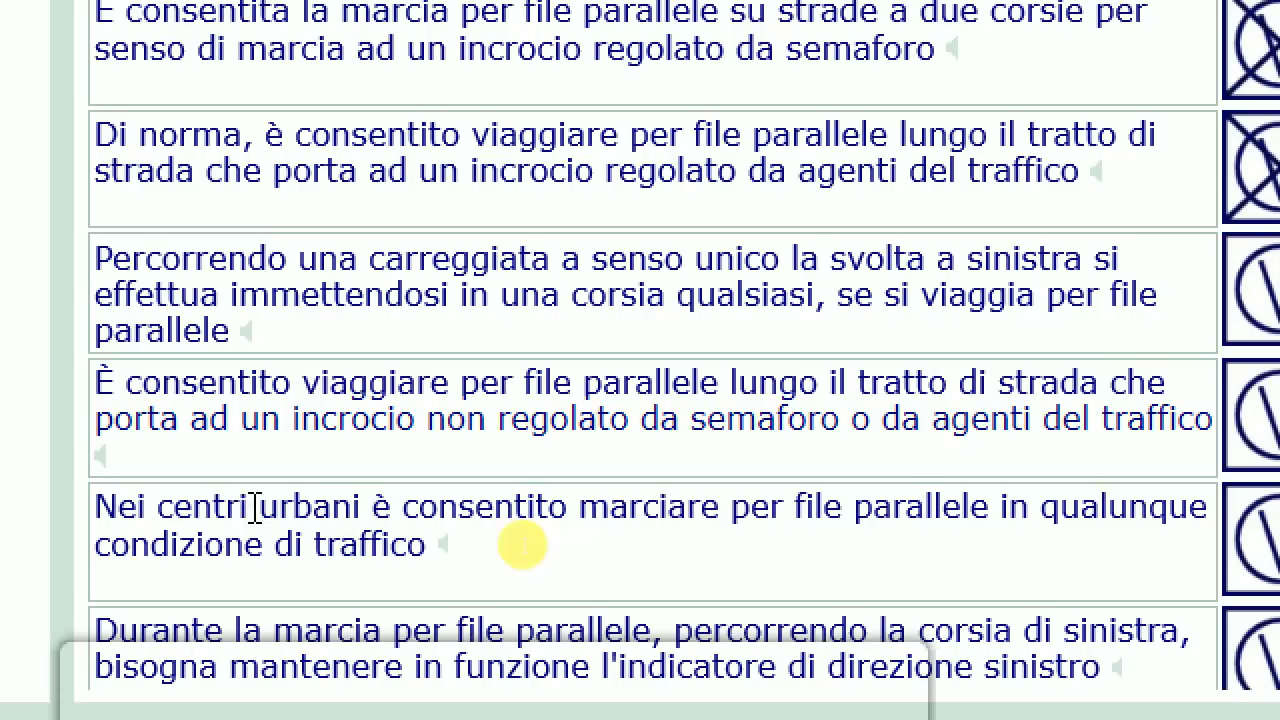 È consentita la marcia per file parallele su strade a due corsie per
senso di marcia ad un incrocio regolato da semaforo
Di norma, è consentito viaggiare per file parallele lungo il tratto di
strada che porta ad un incrocio regolato da agenti del traffico
Percorrendo una carreggiata a senso unico la svolta a sinistra si
effettua immettendosi in una corsia qualsiasi, se si viaggia per file
parallele
È consentito viaggiare per file parallele lungo il tratto di strada che
porta ad un incrocio non regolato da semaforo o da agenti del traffico
Nei centri urbani è consentito marciare per file parallele in qualunque
condizione di traffico
Durante la marcia per file parallele, percorrendo la corsia di sinistra,
bisogna mantenere in funzione l'indicatore di direzione sinistro